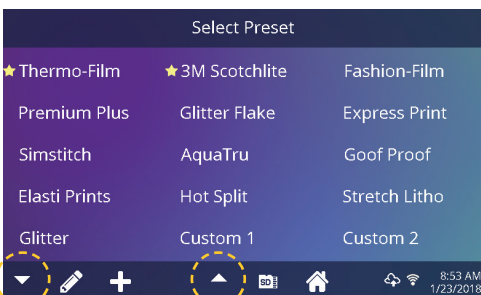 Select Preset
Thermo-Film 3M Scotchlite Fashion-Film
Premium Plus Glitter Flake Express Print
Simstitch AquaTru Goof Proof
Elasti Prints Hot Split Stretch Litho
Glitter Custom 1 Custom 2
SD 8:53 AM
1/23/2018